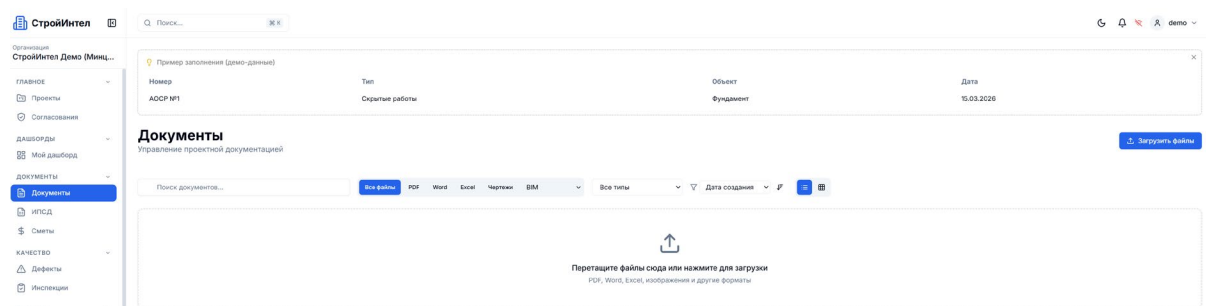 СтройИнтел
Поиск...
⌘ K
demo
Организация
СтройИнтел Демо (Минц...
ГЛАВНОЕ
Проекты
Согласования
ДАШБОРДЫ
Мой дашборд
ДОКУМЕНТЫ
Документы
ИПСД
Сметы
КАЧЕСТВО
Дефекты
Инспекции
Пример заполнения (демо-данные)
Номер Тип Объект Дата
АОСР №1 Скрытые работы Фундамент 15.03.2026
Документы
Управление проектной документацией
Загрузить файлы
Поиск документов...
Все файлы PDF Word Excel Чертежи BIM
Все типы
Дата создания
Перетащите файлы сюда или нажмите для загрузки
PDF, Word, Excel, изображения и другие форматы